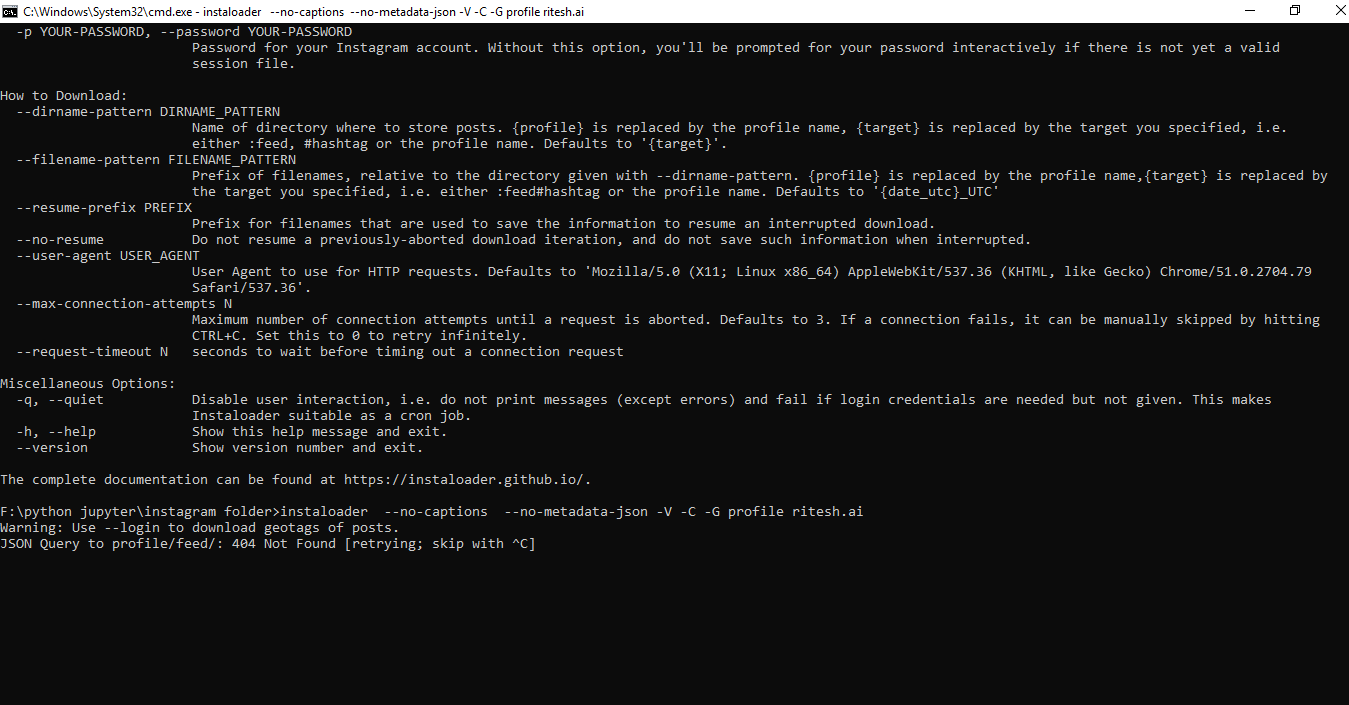 C:\Windows\System32\cmd.exe - instaloader  --no-captions  --no-metadata-json -V -C -G profile ritesh.ai
-p YOUR-PASSWORD, --password YOUR-PASSWORD
Password for your Instagram account. Without this option, you'll be prompted for your password interactively if there is not yet a valid
session file.
How to Download:
--dirname-pattern DIRNAME_PATTERN
Name of directory where to store posts. {profile} is replaced by the profile name, {target} is replaced by the target you specified, i.e.
either :feed, #hashtag or the profile name. Defaults to '{target}'.
--filename-pattern FILENAME_PATTERN
Prefix of filenames, relative to the directory given with --dirname-pattern. {profile} is replaced by the profile name,{target} is replaced by
the target you specified, i.e. either :feed#hashtag or the profile name. Defaults to '{date_utc}_UTC'
--resume-prefix PREFIX
Prefix for filenames that are used to save the information to resume an interrupted download.
--no-resume           Do not resume a previously-aborted download iteration, and do not save such information when interrupted.
--user-agent USER_AGENT
User Agent to use for HTTP requests. Defaults to 'Mozilla/5.0 (X11; Linux x86_64) AppleWebKit/537.36 (KHTML, like Gecko) Chrome/51.0.2704.79
Safari/537.36'.
--max-connection-attempts N
Maximum number of connection attempts until a request is aborted. Defaults to 3. If a connection fails, it can be manually skipped by hitting
CTRL+C. Set this to 0 to retry infinitely.
--request-timeout N   seconds to wait before timing out a connection request
Miscellaneous Options:
-q, --quiet           Disable user interaction, i.e. do not print messages (except errors) and fail if login credentials are needed but not given. This makes
Instaloader suitable as a cron job.
-h, --help            Show this help message and exit.
--version             Show version number and exit.
The complete documentation can be found at https://instaloader.github.io/.
F:\python jupyter\instagram folder>instaloader  --no-captions  --no-metadata-json -V -C -G profile ritesh.ai
Warning: Use --login to download geotags of posts.
JSON Query to profile/feed/: 404 Not Found [retrying; skip with ^C]